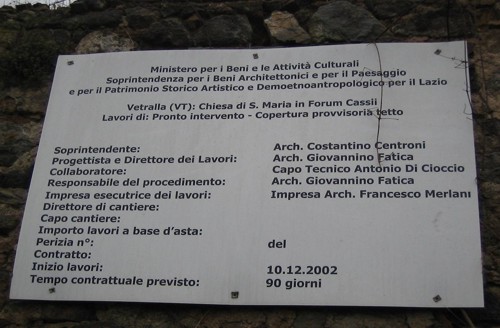 Ministero per i Beni e le Attività Culturali
Soprintendenza per i Beni Architettonici e per il Paesaggio
e per il Patrimonio Storico Artistico e Demoetnoantropologico per il Lazio
Vetralla (VT): Chiesa di S. Maria in Forum Cassii
Lavori di: Pronto intervento - Copertura provvisoria tetto
Soprintendente: Arch. Costantino Centroni
Progettista e Direttore dei Lavori: Arch. Giovannino Fatica
Collaboratore: Capo Tecnico Antonio Di Cioccio
Responsabile del procedimento: Arch. Giovannino Fatica
Impresa esecutrice dei lavori: Impresa Arch. Francesco Merlani
Direttore di cantiere:
Capo cantiere:
Importo lavori a base d'asta:
Perizia n°: del
Contratto:
Inizio lavori: 10.12.2002
Tempo contrattuale previsto: 90 giorni